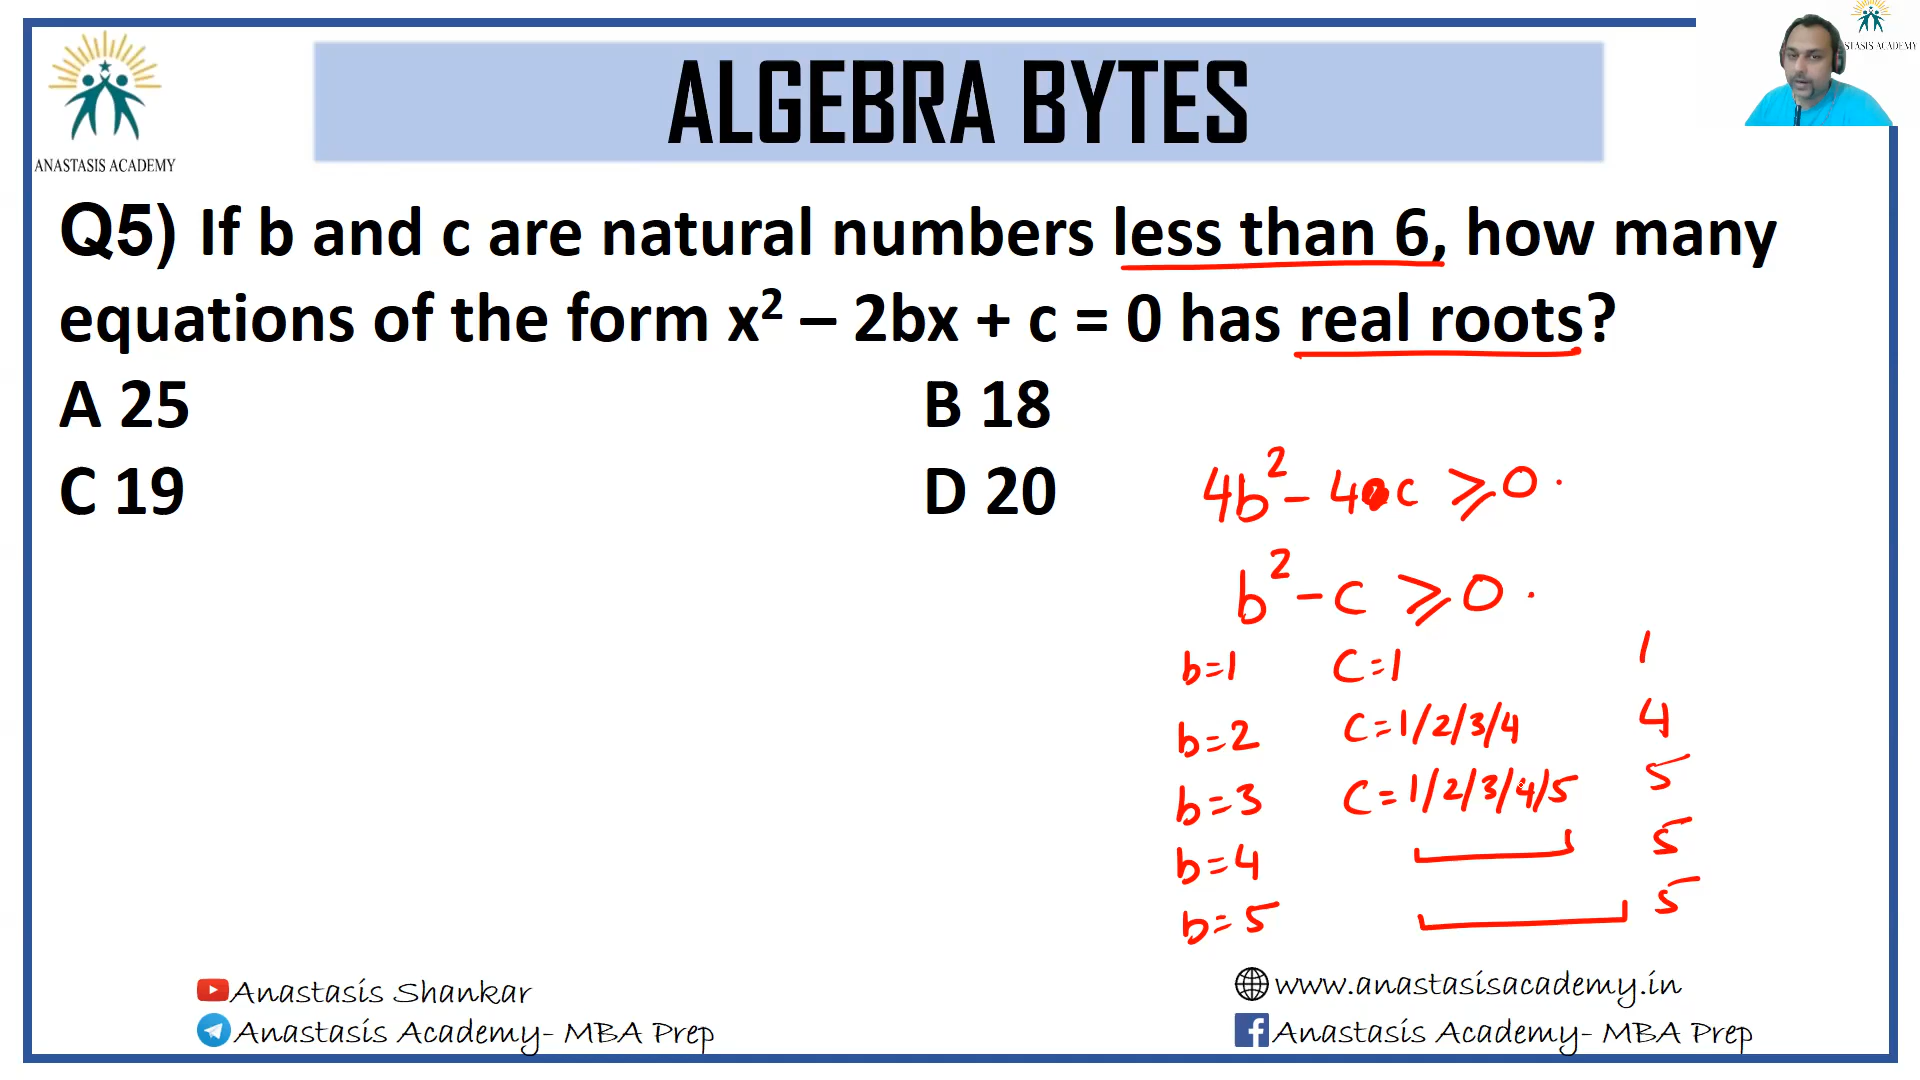 ALGEBRA BYTES
ANASTASIS ACADEMY
STASIS ACADEMY
Q5) If b and c are natural numbers less than 6, how many
equations of the form x² – 2bx + c = 0 has real roots?
A 25 B 18
C 19 D 20
4b² - 4c ≥ 0.
b² - c ≥ 0.
b=1 C=1 1
b=2 C=1/2/3/4 4
b=3 C=1/2/3/4/5 5
b=4 5
b=5 5
Anastasis Shankar
Anastasis Academy- MBA Prep
www.anastasisacademy.in
Anastasis Academy- MBA Prep